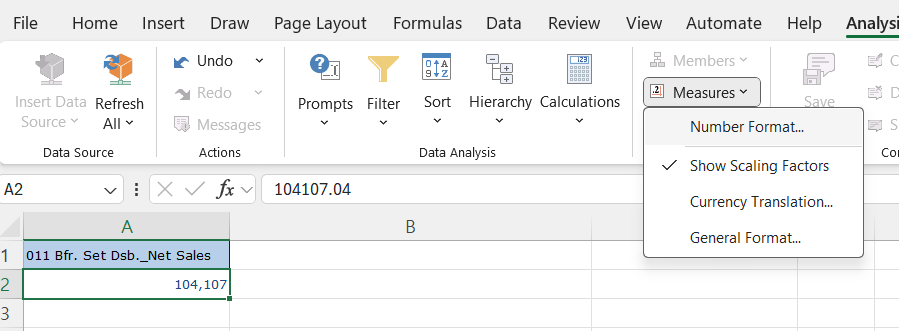 File Home Insert Draw Page Layout Formulas Data Review View Automate Help Analysi
Insert Data Source
Refresh All
Data Source
Undo
Redo
Messages
Actions
Prompts
Filter
Sort
Hierarchy
Calculations
Data Analysis
Members
Measures
Number Format...
Show Scaling Factors
Currency Translation...
General Format...
Save
C
D
S
Co
A2 fx 104107.04
A B
1 011 Bfr. Set Dsb._Net Sales
2 104,107
3